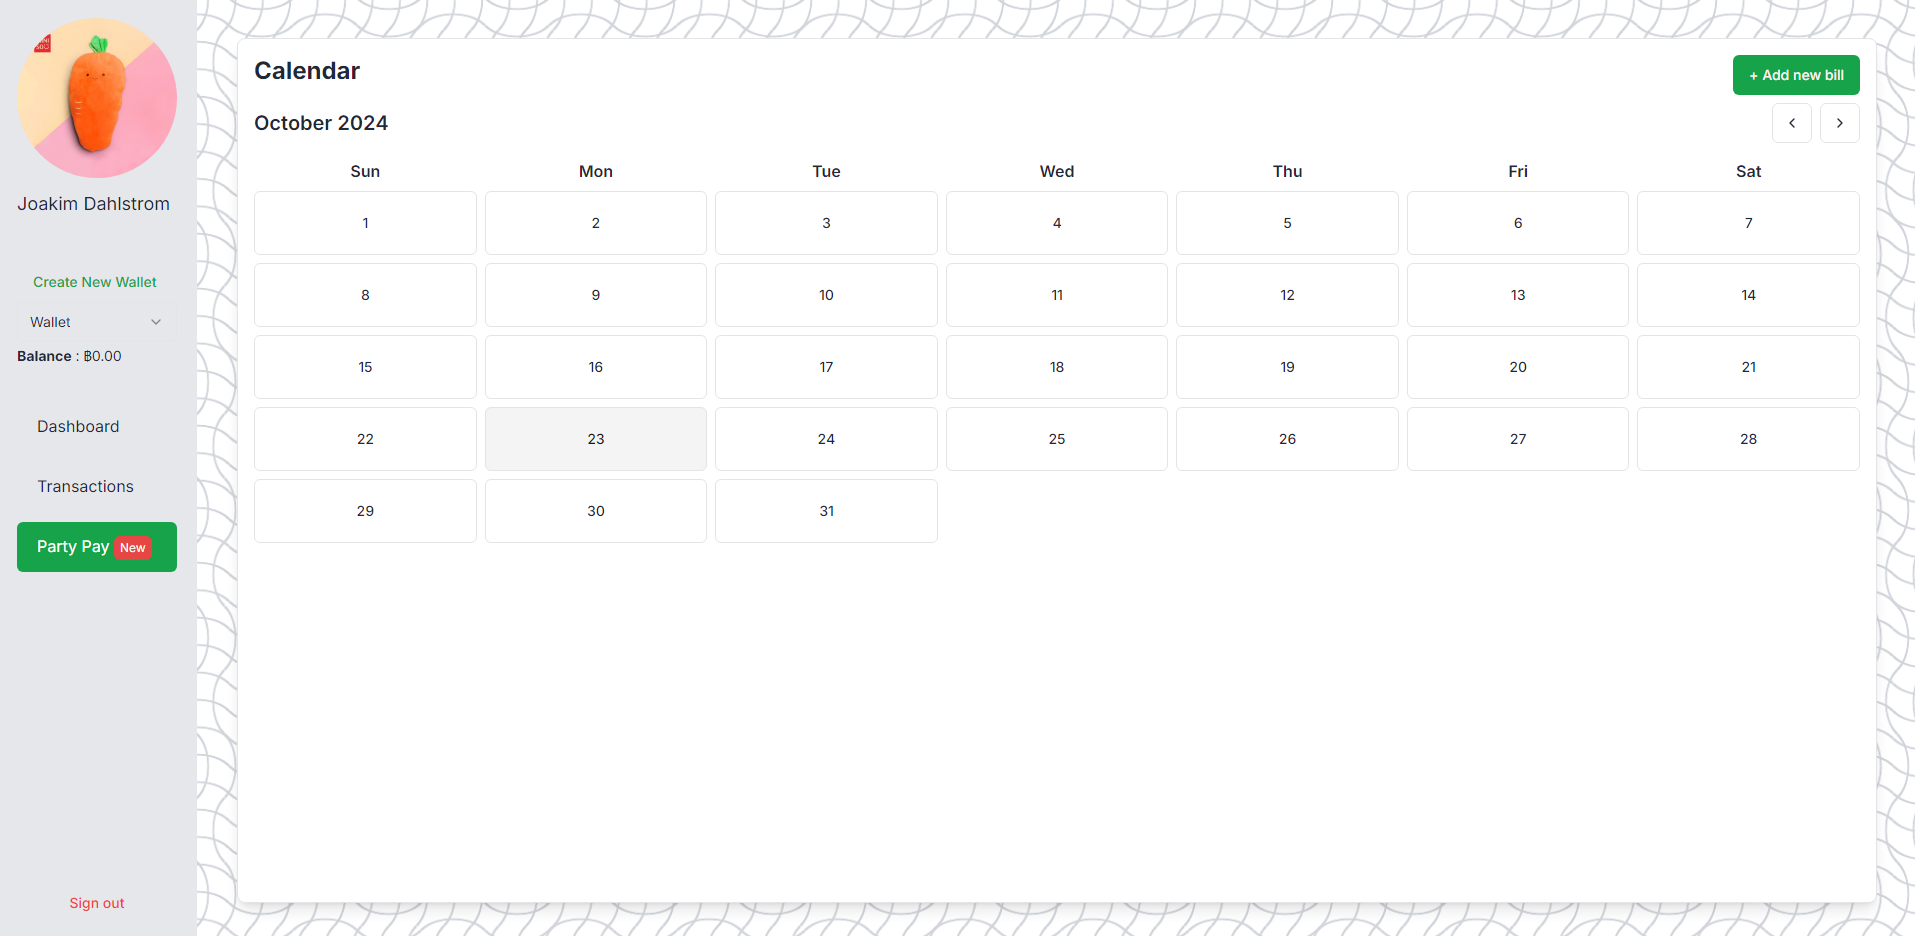 Joakim Dahlstrom
Create New Wallet
Wallet
Balance : ฿0.00
Dashboard
Transactions
Party Pay New
Sign out
Calendar
+ Add new bill
October 2024
Sun Mon Tue Wed Thu Fri Sat
1 2 3 4 5 6 7
8 9 10 11 12 13 14
15 16 17 18 19 20 21
22 23 24 25 26 27 28
29 30 31